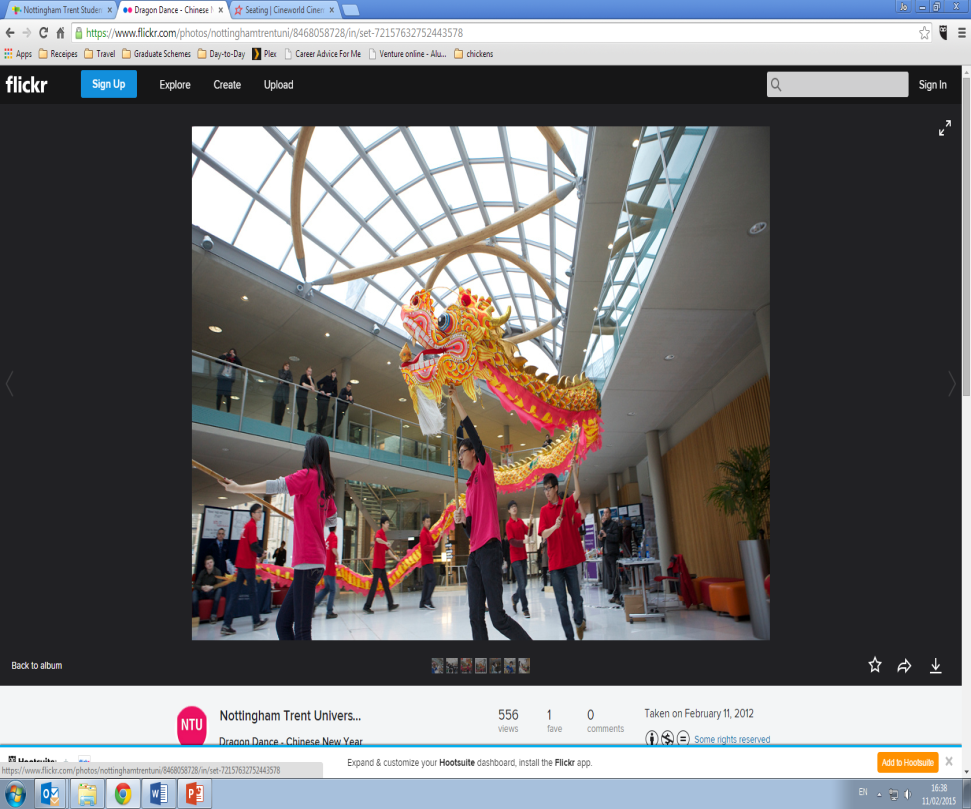 Nottingham Trent Studen
Dragon Dance - Chinese N
Seating | Cineworld Cinem
Jo
https://www.flickr.com/photos/nottinghamtrentuni/8468058728/in/set-72157632752443578
Apps Receipes Travel Graduate Schemes Day-to-Day Plex Career Advice For Me Venture online - Alu... chickens
flickr Sign Up Explore Create Upload Sign In
Back to album
NTU
Nottingham Trent Univers...
Dragon Dance - Chinese New Year
556 1 0
views fave comments
Taken on February 11, 2012
Some rights reserved
Hootsuite
Expand & customize your Hootsuite dashboard, install the Flickr app.
Add to Hootsuite
https://www.flickr.com/photos/nottinghamtrentuni/8468058728/in/set-72157632752443578
EN
16:38
11/02/2015